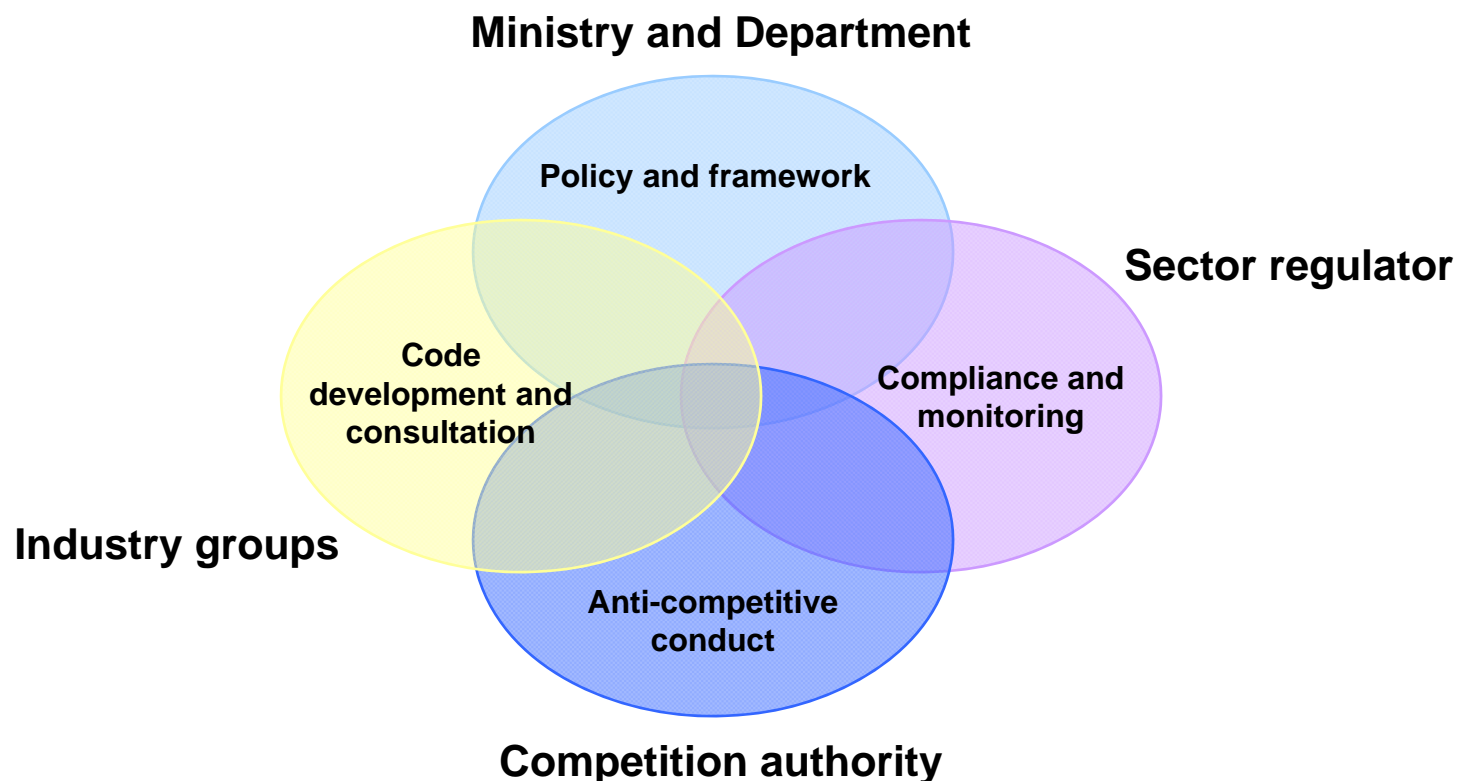 Ministry and Department
Policy and framework
Sector regulator
Code
development and
consultation
Compliance and
monitoring
Industry groups
Anti-competitive
conduct
Competition authority